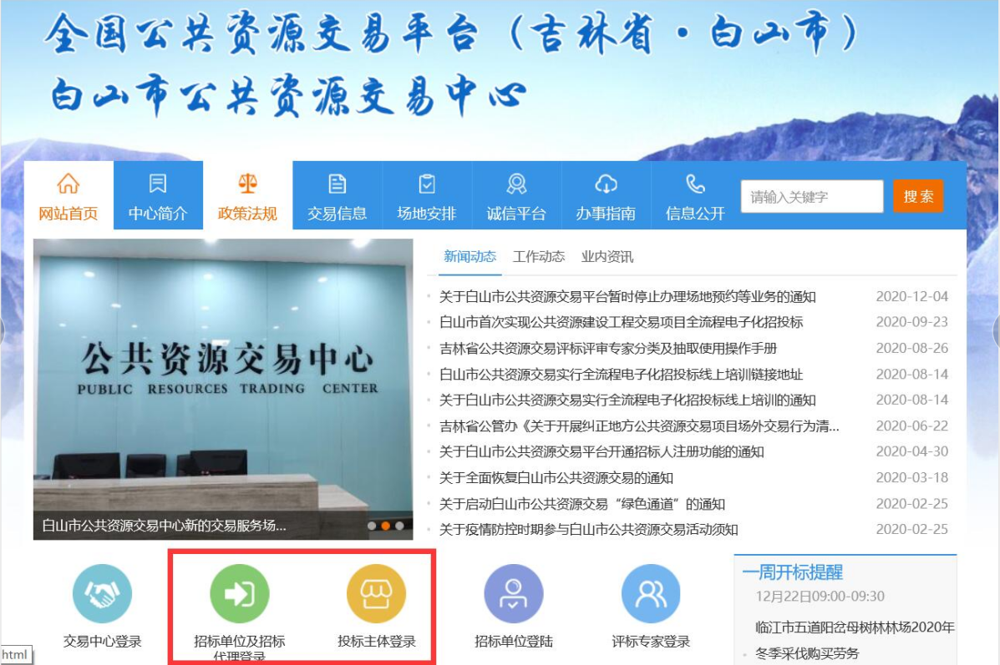 全国公共资源交易平台（吉林省·白山市）
白山市公共资源交易中心
网站首页 中心简介 政策法规 交易信息 场地安排 诚信平台 办事指南 信息公开 请输入关键字 搜索
公共资源交易中心
PUBLIC RESOURCES TRADING CENTER
白山市公共资源交易中心新的交易服务场...
新闻动态 工作动态 业内资讯
关于白山市公共资源交易平台暂时停止办理场地预约等业务的通知 2020-12-04
白山市首次实现公共资源建设工程交易项目全流程电子化招投标 2020-09-23
吉林省公共资源交易评标评审专家分类及抽取使用操作手册 2020-08-26
白山市公共资源交易实行全流程电子化招投标线上培训链接地址 2020-08-14
关于白山市公共资源交易实行全流程电子化招投标线上培训的通知 2020-08-14
吉林省公管办《关于开展纠正地方公共资源交易项目场外交易行为清... 2020-06-22
关于白山市公共资源交易平台开通招标人注册功能的通知 2020-04-30
关于全面恢复白山市公共资源交易的通知 2020-03-18
关于启动白山市公共资源交易“绿色通道”的通知 2020-02-25
关于疫情防控时期参与白山市公共资源交易活动须知 2020-02-25
交易中心登录
招标单位及招标
代理登录
投标主体登录
招标单位登陆
评标专家登录
一周开标提醒
12月22日09:00-09:30
临江市五道阳岔母树林林场2020年
冬季采伐购买劳务
html